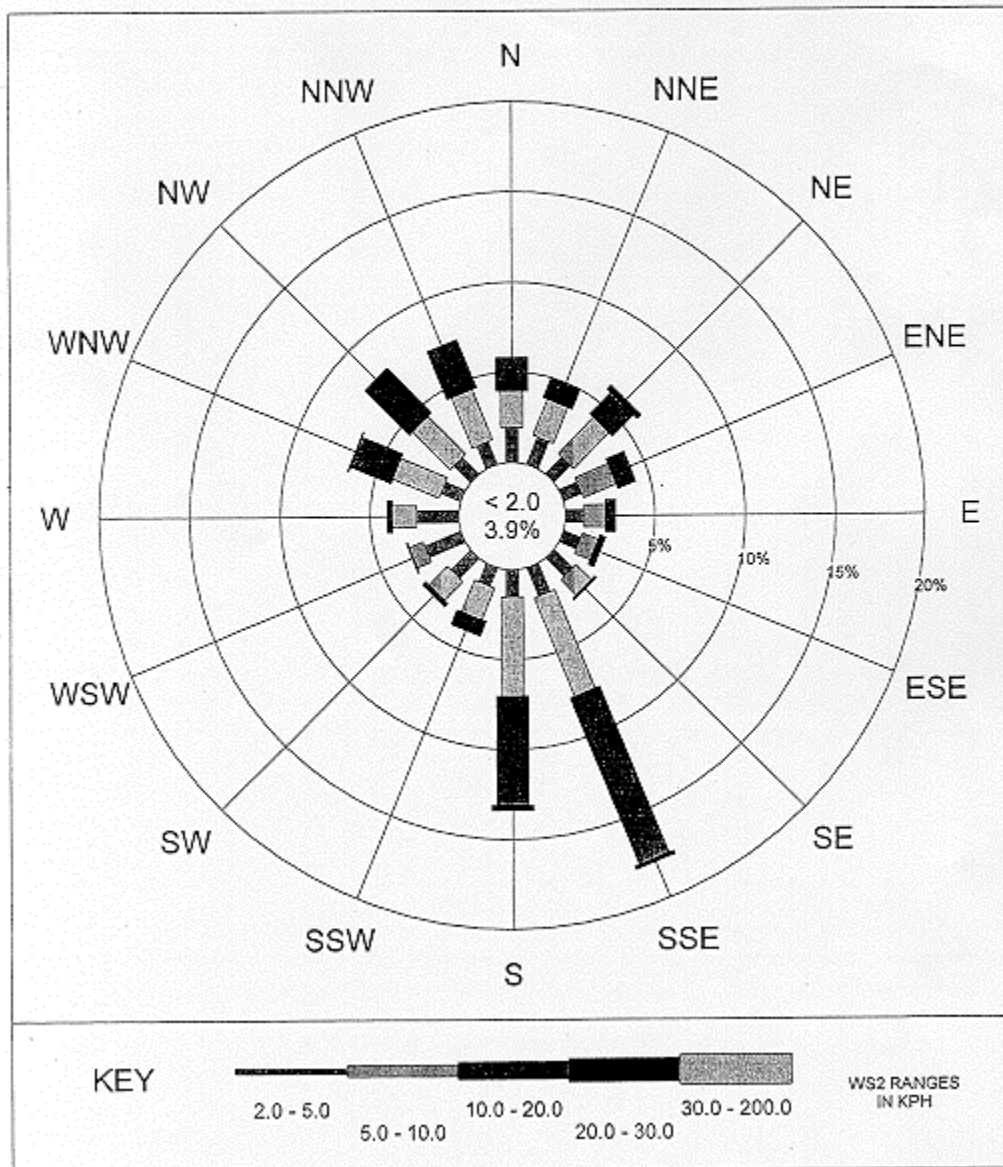 N
NNW
NNE
NW
NE
WNW
ENE
< 2.0
3.9%
W
E
5%
10%
15%
20%
WSW
ESE
SW
SE
SSW
SSE
S
KEY
WS2 RANGES
IN KPH
2.0 - 5.0
10.0 - 20.0
30.0 - 200.0
5.0 - 10.0
20.0 - 30.0